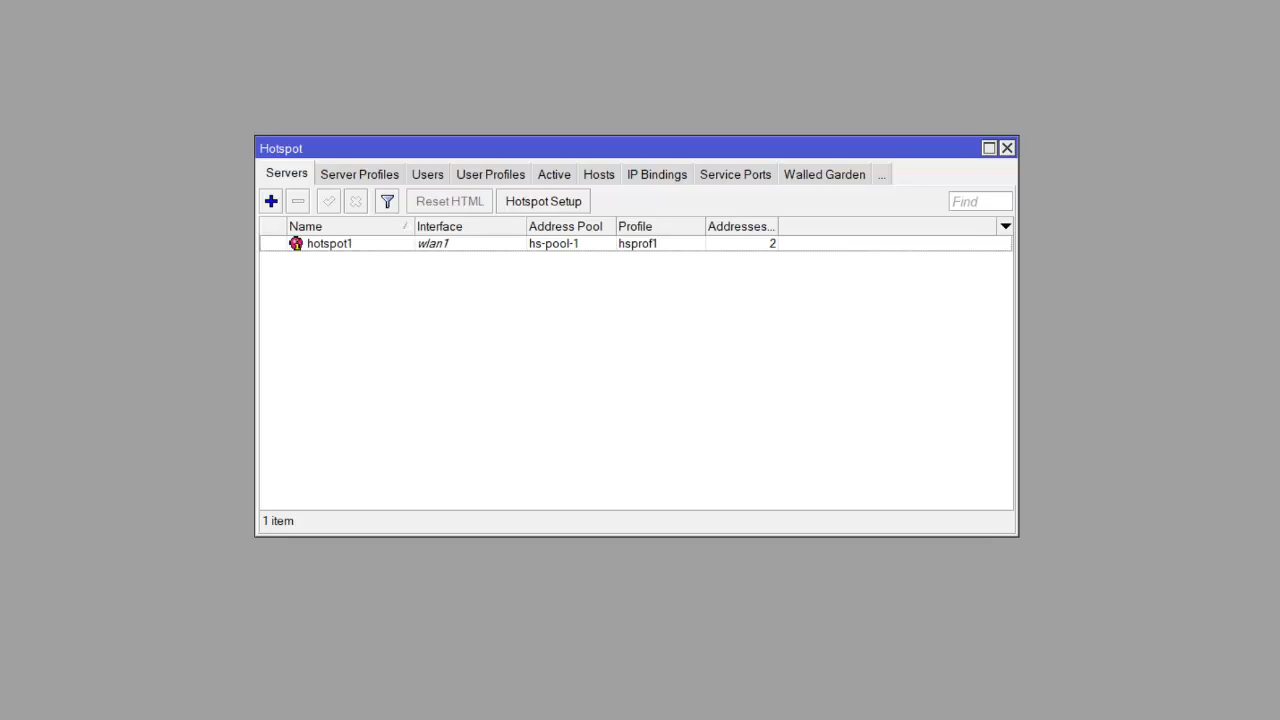 Hotspot
Servers Server Profiles Users User Profiles Active Hosts IP Bindings Service Ports Walled Garden ...
Reset HTML Hotspot Setup Find
Name Interface Address Pool Profile Addresses...
hotspot1 wlan1 hs-pool-1 hsprof1 2
1 item